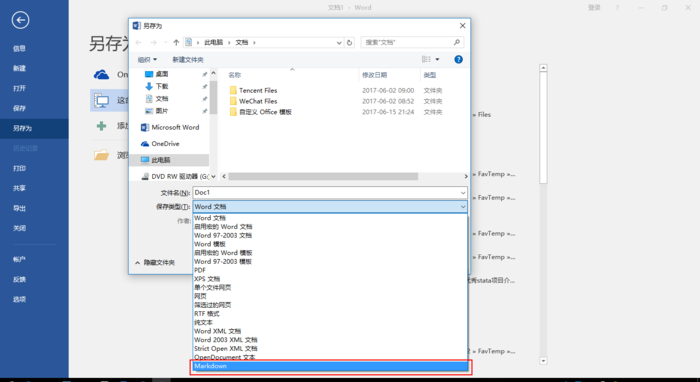 文档1 - Word
登录
?
信息
新建
打开
保存
另存为
历史记录
打印
共享
导出
关闭
帐户
反馈
选项
另存为
On
这台
添加
浏览
另存为
此电脑 › 文档 ›
搜索"文档"
组织
新建文件夹
桌面
下载
文档
图片
Microsoft Word
OneDrive
此电脑
DVD RW 驱动器 (G:)
名称
修改日期
类型
Tencent Files
2017-06-02 09:00
文件夹
WeChat Files
2017-06-02 08:52
文件夹
自定义 Office 模板
2017-06-15 21:24
文件夹
文件名(N):
Doc1
保存类型(T):
Word 文档
作者:
隐藏文件夹
Word 文档
启用宏的 Word 文档
Word 97-2003 文档
Word 模板
启用宏的 Word 模板
Word 97-2003 模板
PDF
XPS 文档
单个文件网页
网页
筛选过的网页
RTF 格式
纯文本
Word XML 文档
Word 2003 XML 文档
Strict Open XML 文档
OpenDocument 文本
Markdown
» Files
» FavTemp »...
» FavTemp »...
» FavTemp »...
» FavTemp »...
秀stata项目介...
2 » FavTemp »...